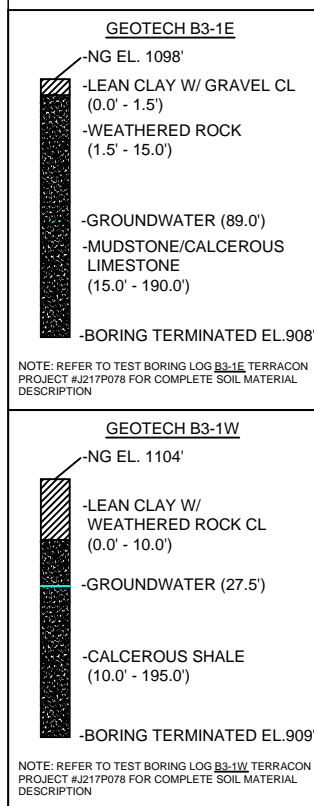 GEOTECH B3-1E
-NG EL. 1098'
-LEAN CLAY W/ GRAVEL CL
(0.0' - 1.5')
-WEATHERED ROCK
(1.5' - 15.0')
-GROUNDWATER (89.0')
-MUDSTONE/CALCEROUS
LIMESTONE
(15.0' - 190.0')
-BORING TERMINATED EL.908'
NOTE: REFER TO TEST BORING LOG B3-1E TERRACON
PROJECT #J217P078 FOR COMPLETE SOIL MATERIAL
DESCRIPTION
GEOTECH B3-1W
-NG EL. 1104'
-LEAN CLAY W/
WEATHERED ROCK CL
(0.0' - 10.0')
-GROUNDWATER (27.5')
-CALCEROUS SHALE
(10.0' - 195.0')
-BORING TERMINATED EL.909'
NOTE: REFER TO TEST BORING LOG B3-1W TERRACON
PROJECT #J217P078 FOR COMPLETE SOIL MATERIAL
DESCRIPTION